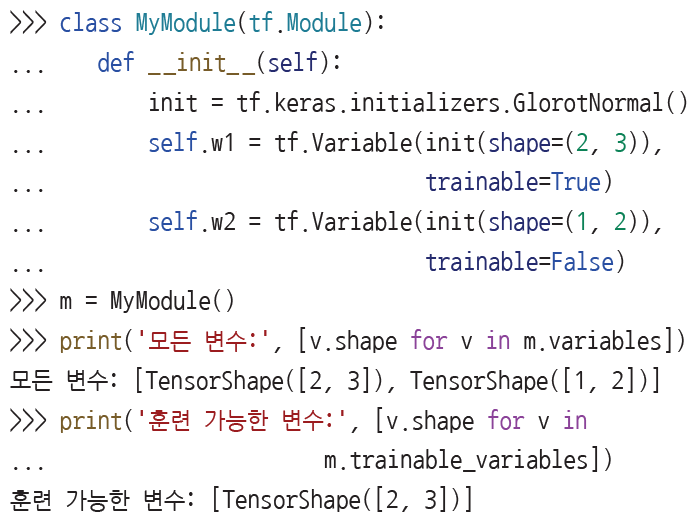 >>> class MyModule(tf.Module):
...    def __init__(self):
...        init = tf.keras.initializers.GlorotNormal()
...        self.w1 = tf.Variable(init(shape=(2, 3)),
...                              trainable=True)
...        self.w2 = tf.Variable(init(shape=(1, 2)),
...                              trainable=False)
>>> m = MyModule()
>>> print('모든 변수:', [v.shape for v in m.variables])
모든 변수: [TensorShape([2, 3]), TensorShape([1, 2])]
>>> print('훈련 가능한 변수:', [v.shape for v in
...                      m.trainable_variables])
훈련 가능한 변수: [TensorShape([2, 3])]